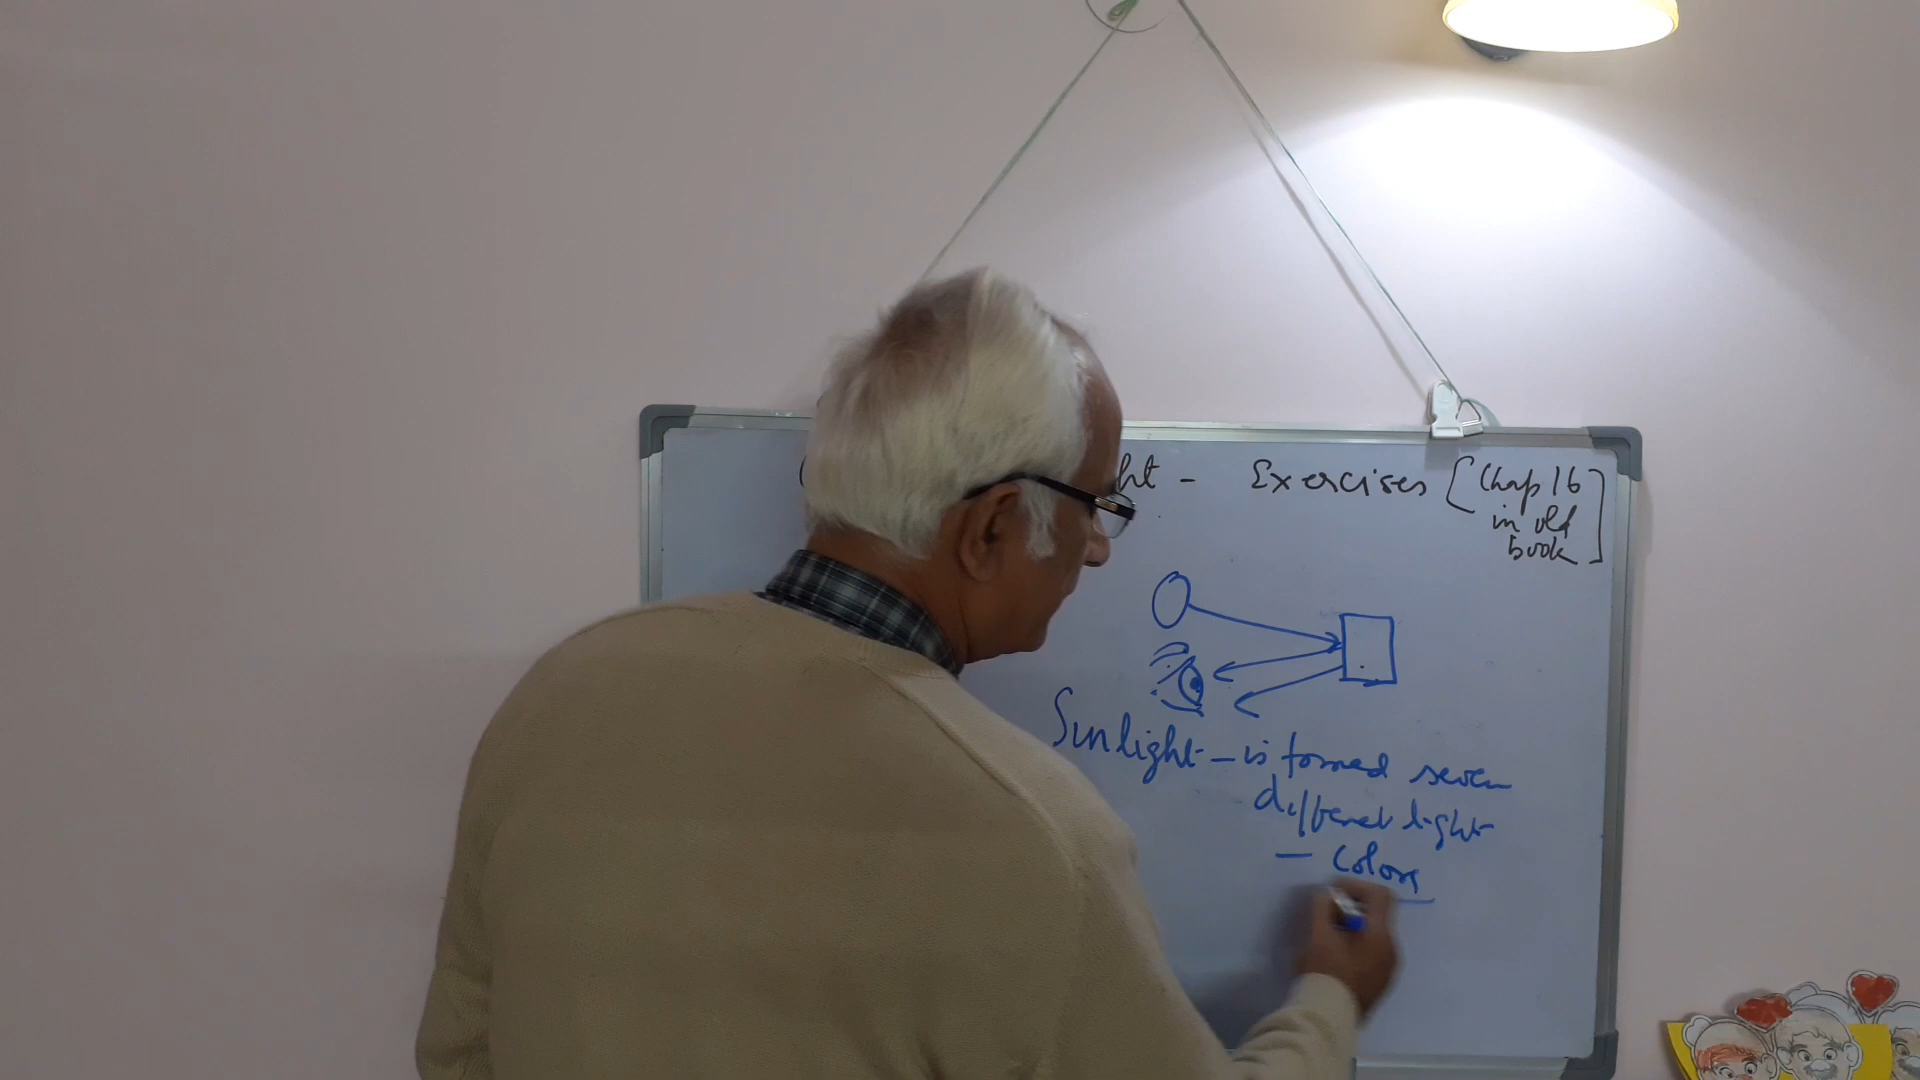 ht - Exercises [Chap 16
in old
book]
Sunlight - is formed seven
different light
- Colors